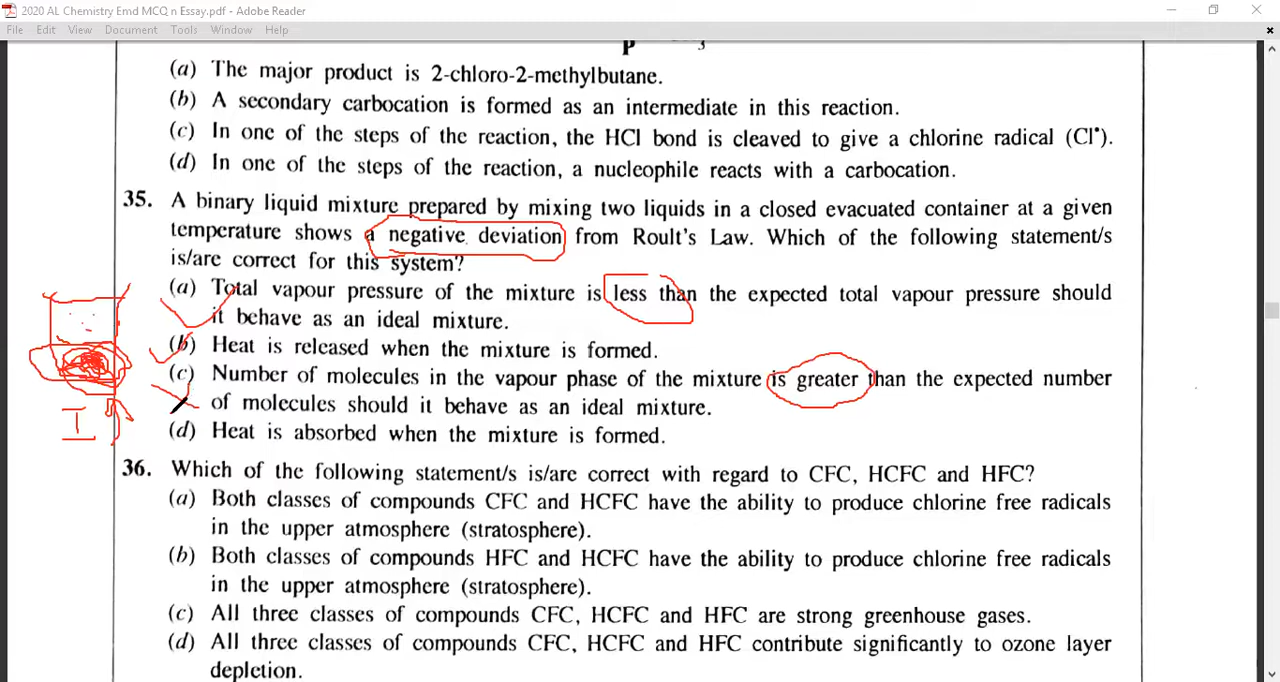 2020 AL Chemistry Emd MCQ n Essay.pdf - Adobe Reader
File Edit View Document Tools Window Help
(a) The major product is 2-chloro-2-methylbutane.
(b) A secondary carbocation is formed as an intermediate in this reaction.
(c) In one of the steps of the reaction, the HCl bond is cleaved to give a chlorine radical (Cl•).
(d) In one of the steps of the reaction, a nucleophile reacts with a carbocation.
35. A binary liquid mixture prepared by mixing two liquids in a closed evacuated container at a given
temperature shows a negative deviation from Roult's Law. Which of the following statement/s
is/are correct for this system?
(a) Total vapour pressure of the mixture is less than the expected total vapour pressure should
it behave as an ideal mixture.
(b) Heat is released when the mixture is formed.
(c) Number of molecules in the vapour phase of the mixture is greater than the expected number
of molecules should it behave as an ideal mixture.
(d) Heat is absorbed when the mixture is formed.
I
36. Which of the following statement/s is/are correct with regard to CFC, HCFC and HFC?
(a) Both classes of compounds CFC and HCFC have the ability to produce chlorine free radicals
in the upper atmosphere (stratosphere).
(b) Both classes of compounds HFC and HCFC have the ability to produce chlorine free radicals
in the upper atmosphere (stratosphere).
(c) All three classes of compounds CFC, HCFC and HFC are strong greenhouse gases.
(d) All three classes of compounds CFC, HCFC and HFC contribute significantly to ozone layer
depletion.